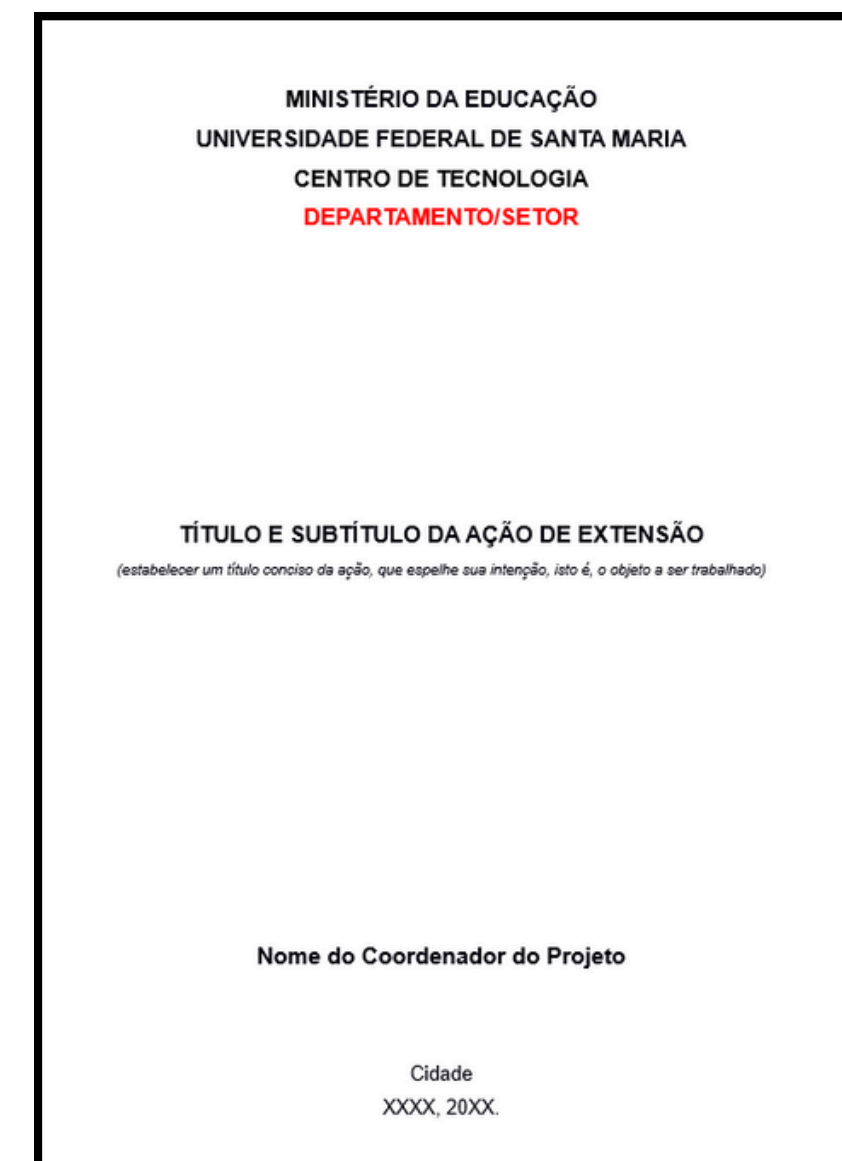 MINISTÉRIO DA EDUCAÇÃO
UNIVERSIDADE FEDERAL DE SANTA MARIA
CENTRO DE TECNOLOGIA
DEPARTAMENTO/SETOR
TÍTULO E SUBTÍTULO DA AÇÃO DE EXTENSÃO
(estabelecer um título conciso da ação, que espelhe sua intenção, isto é, o objeto a ser trabalhado)
Nome do Coordenador do Projeto
Cidade
XXXX, 20XX.